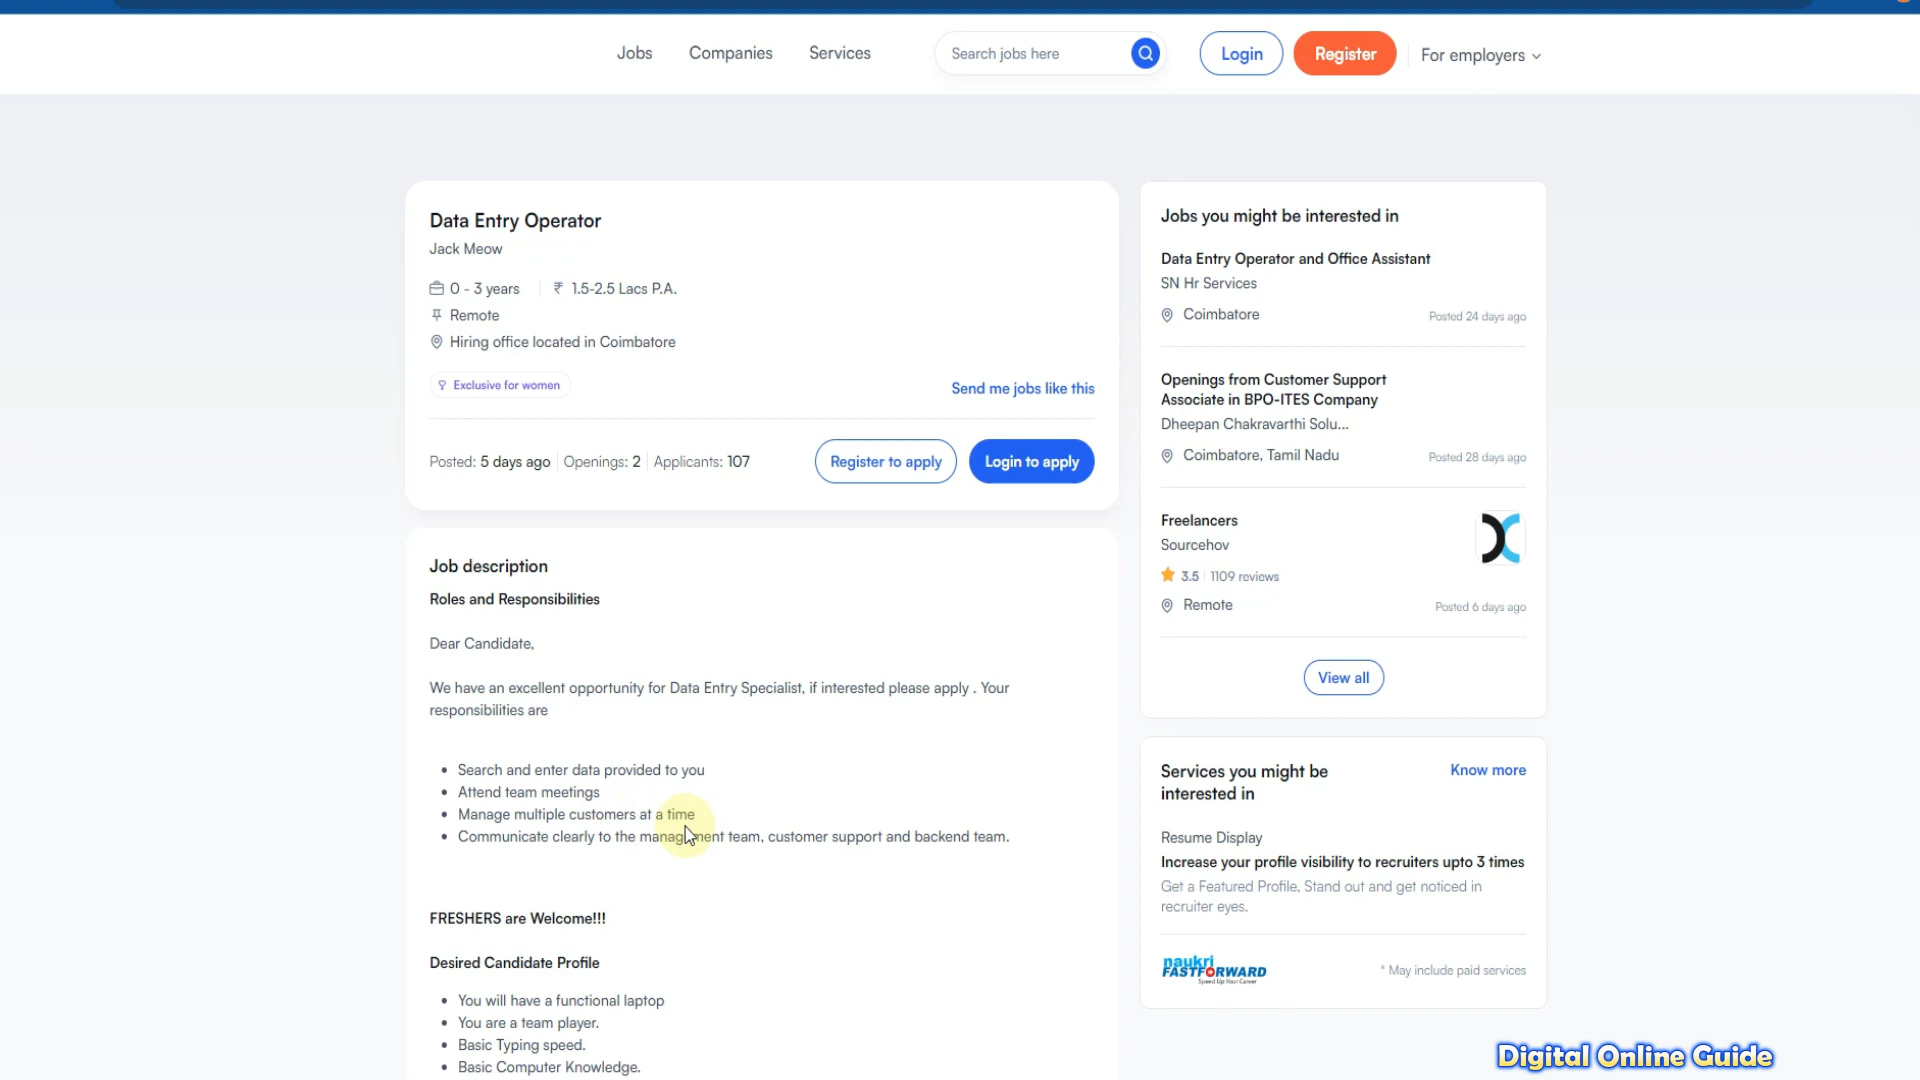 Jobs
Companies
Services
Search jobs here
Login
Register
For employers
Data Entry Operator
Jack Meow
0 - 3 years
₹ 1.5-2.5 Lacs P.A.
Remote
Hiring office located in Coimbatore
Exclusive for women
Send me jobs like this
Posted: 5 days ago
Openings: 2
Applicants: 107
Register to apply
Login to apply
Job description
Roles and Responsibilities
Dear Candidate,
We have an excellent opportunity for Data Entry Specialist, if interested please apply . Your
responsibilities are
• Search and enter data provided to you
• Attend team meetings
• Manage multiple customers at a time
• Communicate clearly to the management team, customer support and backend team.
FRESHERS are Welcome!!!
Desired Candidate Profile
• You will have a functional laptop
• You are a team player.
• Basic Typing speed.
• Basic Computer Knowledge.
Jobs you might be interested in
Data Entry Operator and Office Assistant
SN Hr Services
Coimbatore
Posted 24 days ago
Openings from Customer Support
Associate in BPO-ITES Company
Dheepan Chakravarthi Solu...
Coimbatore, Tamil Nadu
Posted 28 days ago
Freelancers
Sourcehov
3.5
1109 reviews
Remote
Posted 6 days ago
View all
Services you might be
interested in
Know more
Resume Display
Increase your profile visibility to recruiters upto 3 times
Get a Featured Profile, Stand out and get noticed in
recruiter eyes.
naukri
FASTFORWARD
Speed Up Your Career
* May include paid services
Digital Online Guide